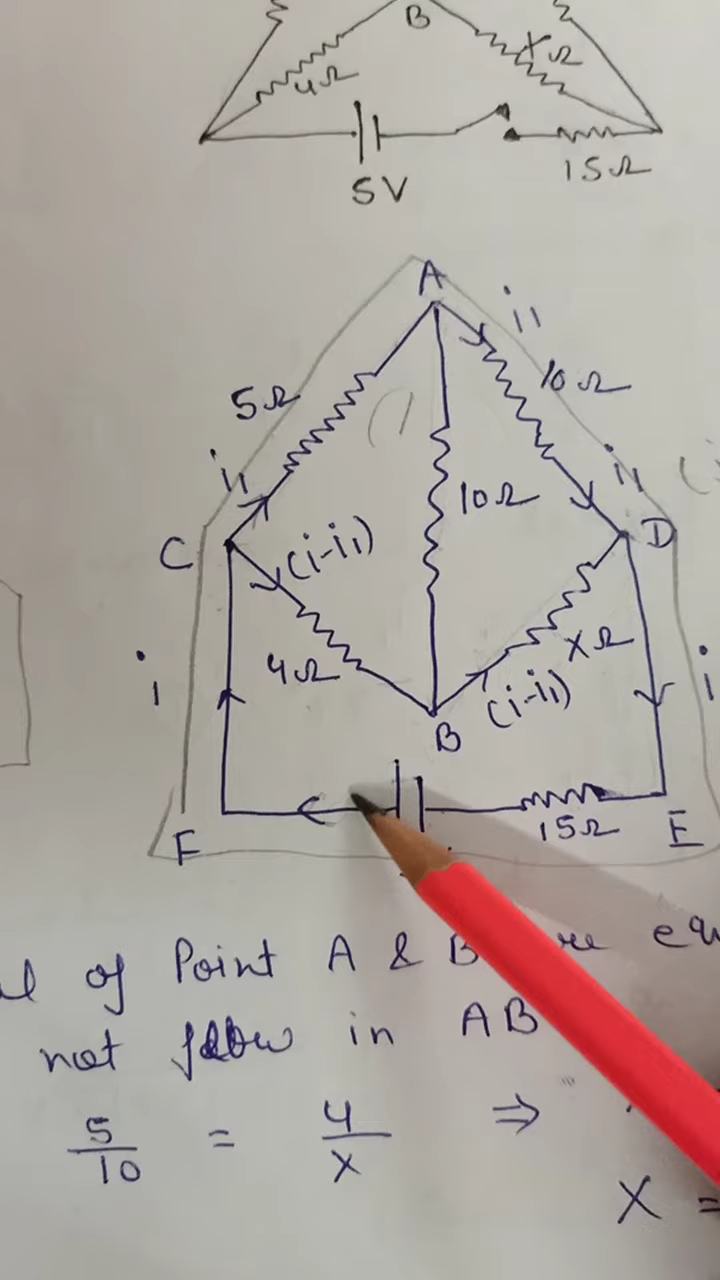 B
4Ω
XΩ
15Ω
5V
A
i1
5Ω
10Ω
i1
i1
10Ω
C
(i-i1)
D
4Ω
XΩ
i
(i-i1)
i
B
15Ω
F
E
of Point A & B
not flow in AB
5/10 = 4/x ⇒
X =